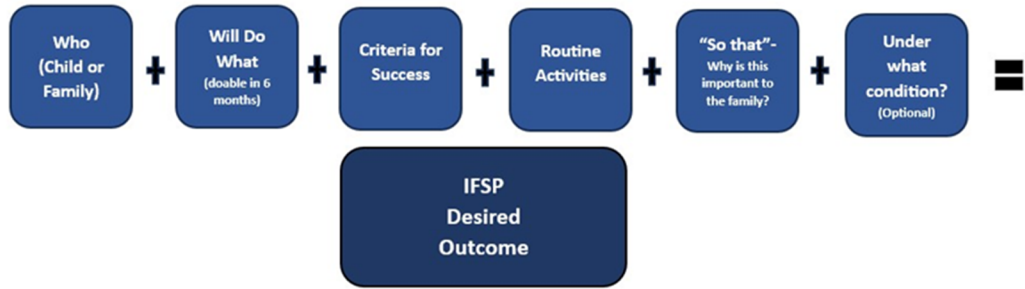 Who
(Child or
Family)
+
Will Do
What
(doable in 6
months)
+
Criteria for
Success
+
Routine
Activities
+
“So that”-
Why is this
important to
the family?
+
Under
what
condition?
(Optional)
=
IFSP
Desired
Outcome